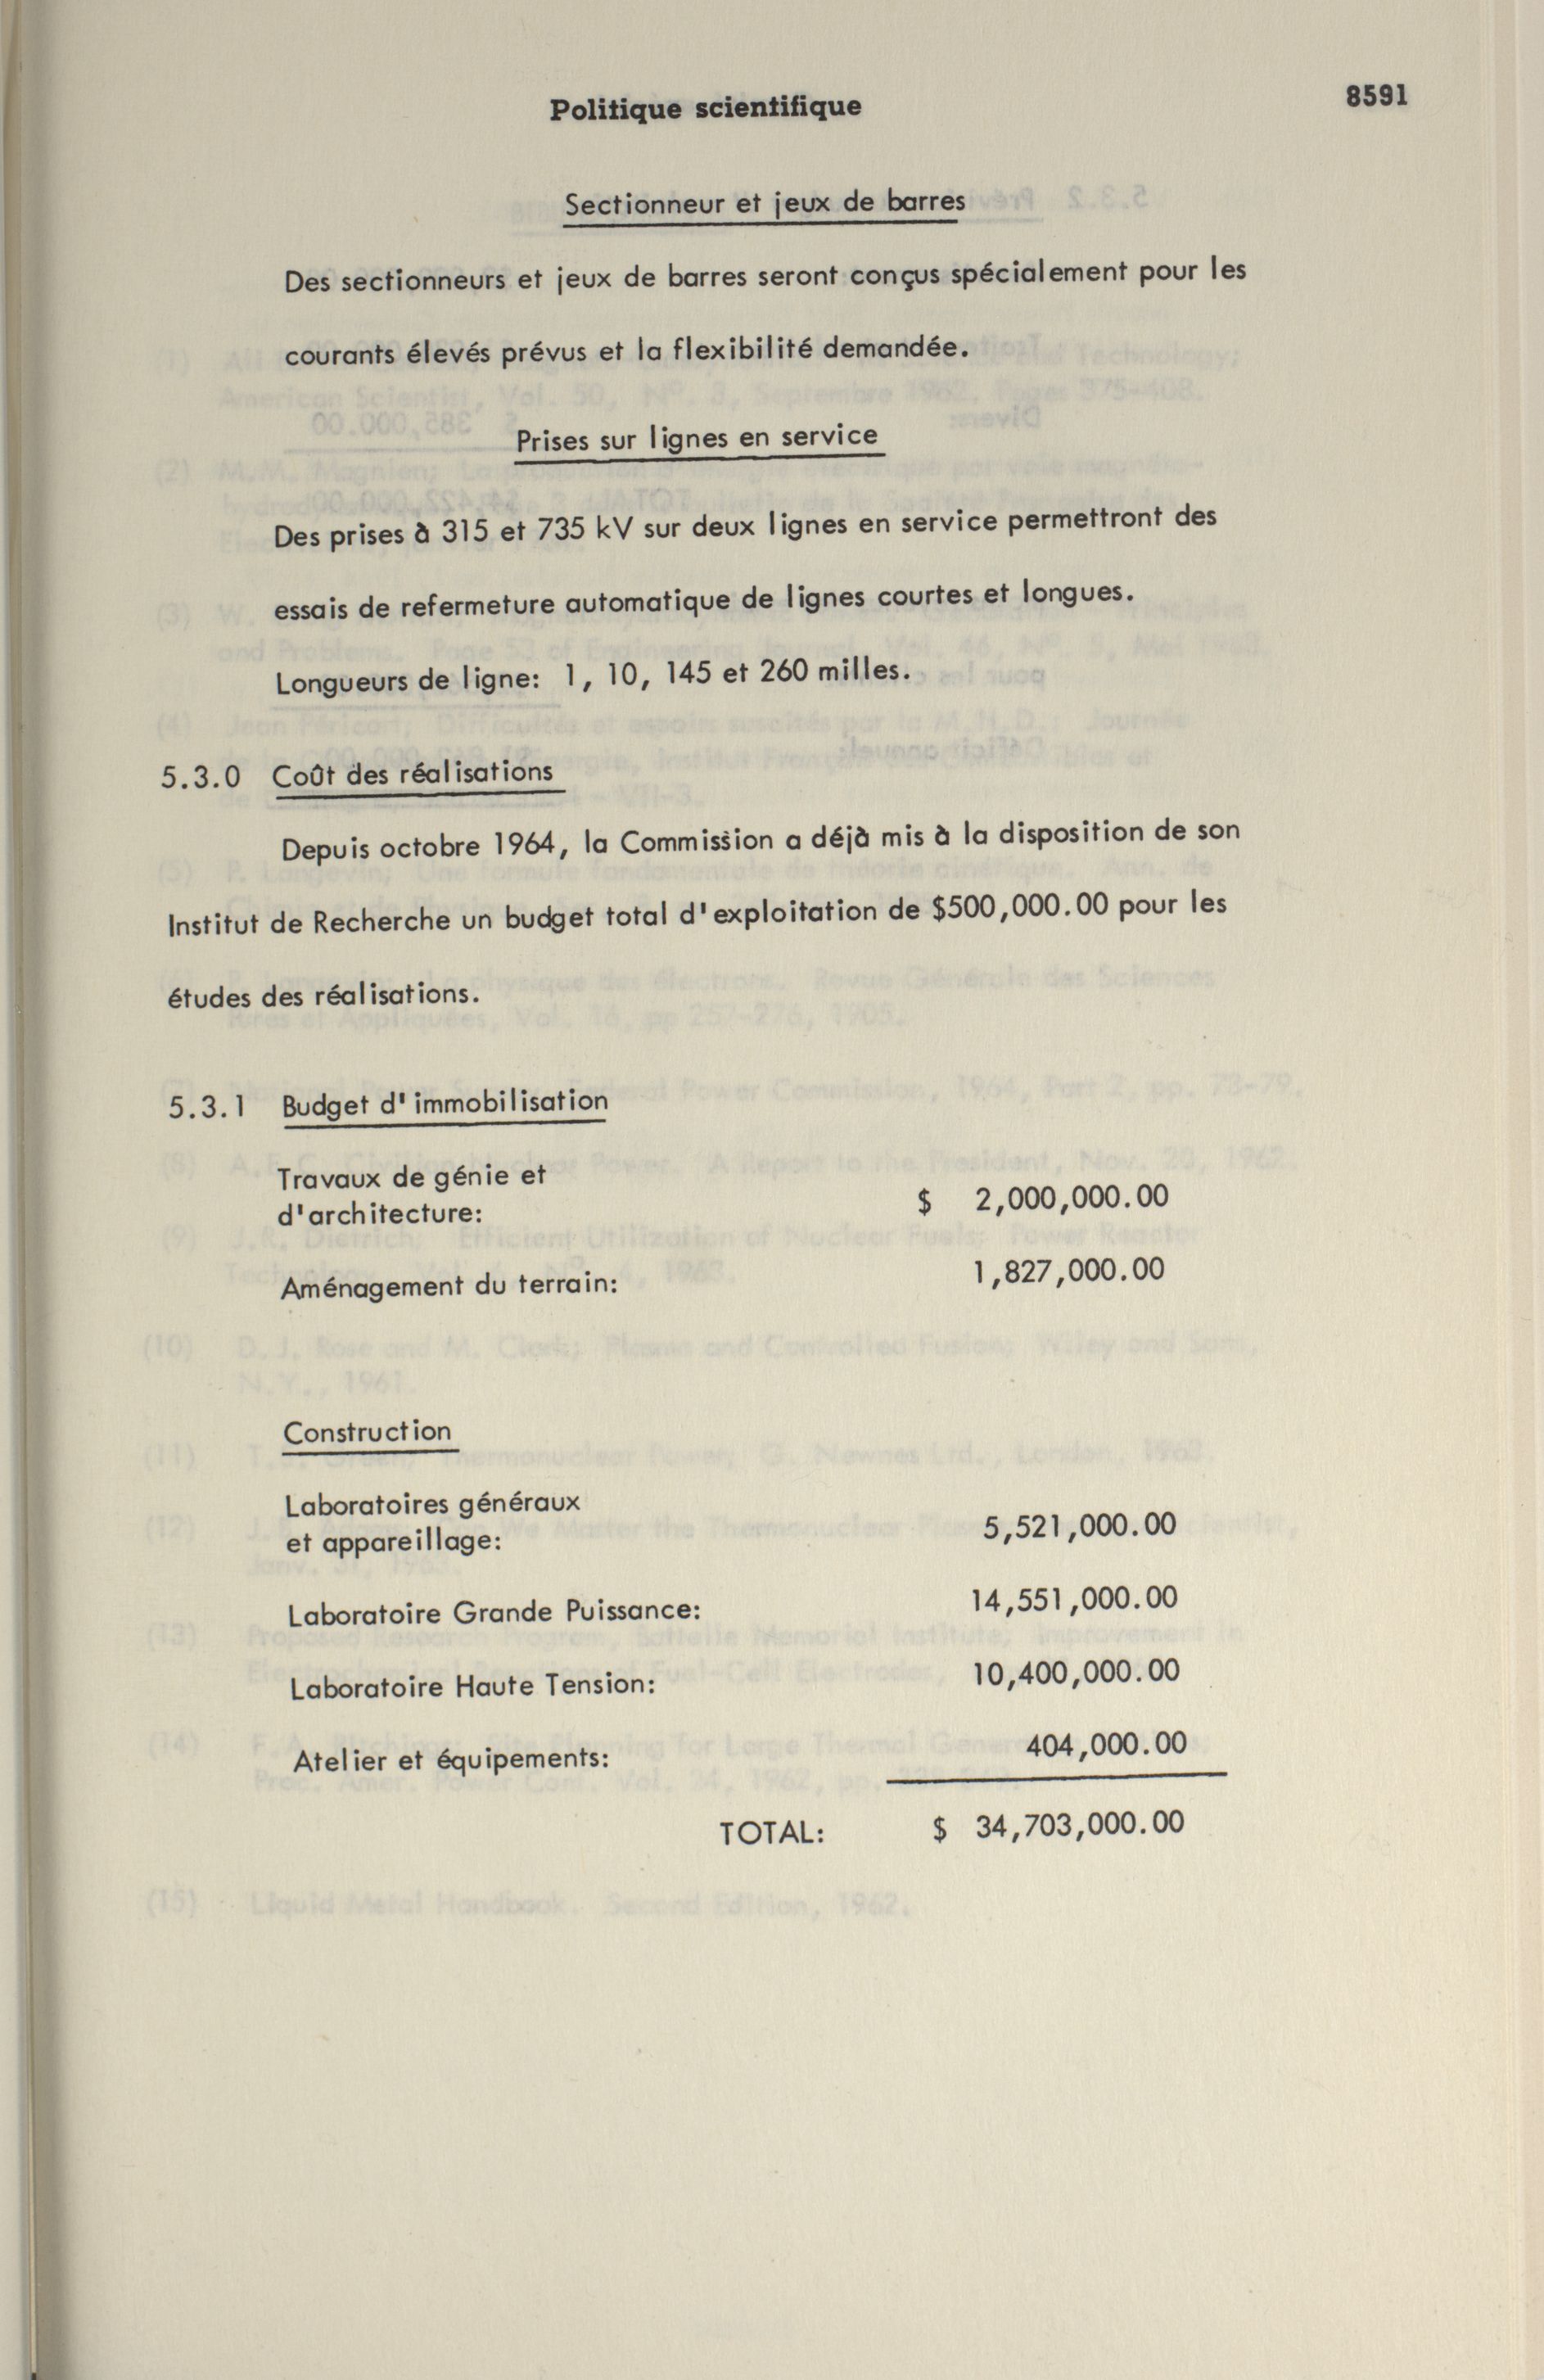 Politique scientifique
8591
Sectionneur et jeux de barres
Des sectionneurs et jeux de barres seront conçus spécialement pour les
courants élevés prévus et la flexibilité demandée.
Prises sur lignes en service
Des prises à 315 et 735 kV sur deux lignes en service permettront des
essais de refermeture automatique de lignes courtes et longues.
Longueurs de ligne: 1, 10, 145 et 260 milles.
5.3.0 Coût des réalisations
Depuis octobre 1964, la Commission a déjà mis à la disposition de son
Institut de Recherche un budget total d'exploitation de $500,000.00 pour les
études des réalisations.
5.3.1 Budget d'immobilisation
Travaux de génie et
d'architecture: $ 2,000,000.00
Aménagement du terrain: 1,827,000.00
Construction
Laboratoires généraux
et appareillage: 5,521,000.00
Laboratoire Grande Puissance: 14,551,000.00
Laboratoire Haute Tension: 10,400,000.00
Atelier et équipements: 404,000.00
TOTAL: $ 34,703,000.00